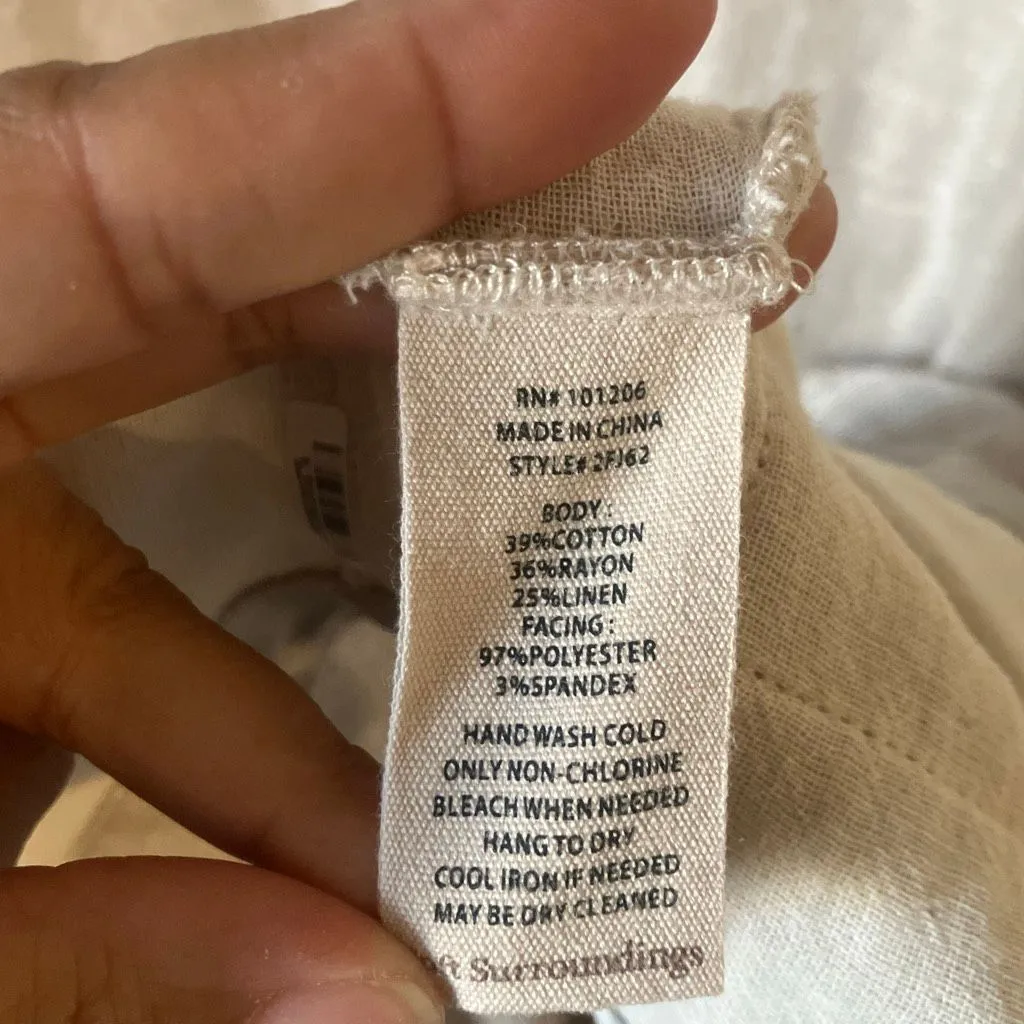 RN# 101206
MADE IN CHINA
STYLE# 2FJ62
BODY:
39%COTTON
36%RAYON
25%LINEN
FACING:
97%POLYESTER
3%SPANDEX
HAND WASH COLD
ONLY NON-CHLORINE
BLEACH WHEN NEEDED
HANG TO DRY
COOL IRON IF NEEDED
MAY BE DRY CLEANED
Surroundings